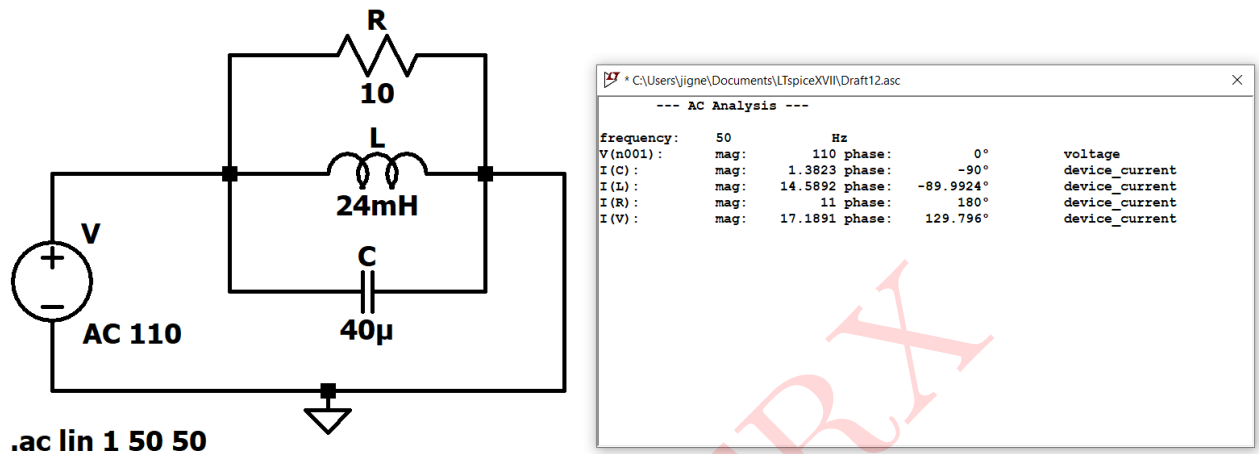 R
10
L
24mH
C
40µ
V
AC 110
.ac lin 1 50 50
* C:\Users\jigne\Documents\LTspiceXVII\Draft12.asc
--- AC Analysis ---
frequency: 50 Hz
V(n001): mag: 110 phase: 0° voltage
I(C): mag: 1.3823 phase: -90° device_current
I(L): mag: 14.5892 phase: -89.9924° device_current
I(R): mag: 11 phase: 180° device_current
I(V): mag: 17.1891 phase: 129.796° device_current